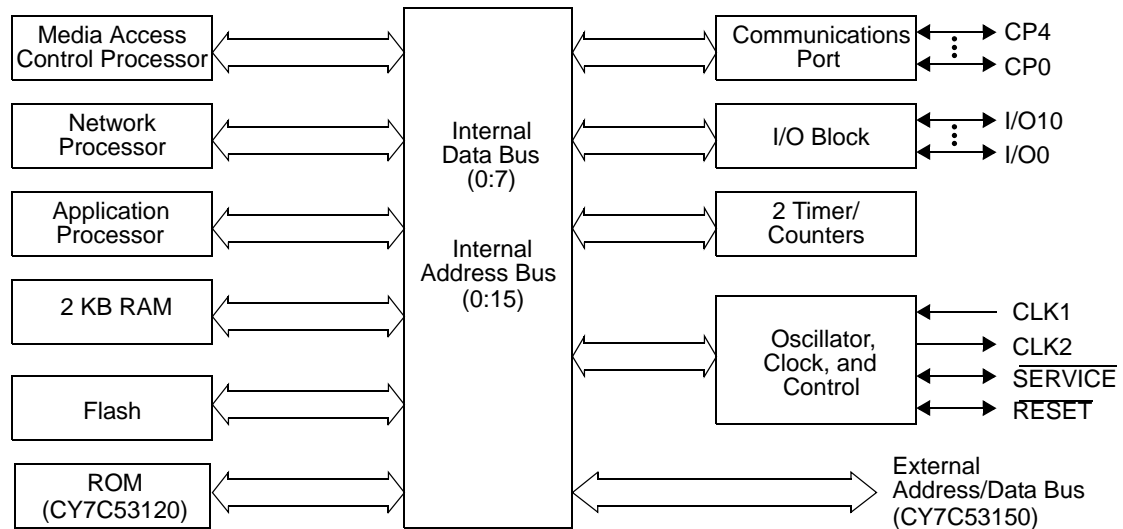 Media Access
Control Processor
Network
Processor
Application
Processor
2 KB RAM
Flash
ROM
(CY7C53120)
Internal
Data Bus
(0:7)
Internal
Address Bus
(0:15)
Communications
Port
CP4
CP0
I/O Block
I/O10
I/O0
2 Timer/
Counters
Oscillator,
Clock, and
Control
CLK1
CLK2
SERVICE
RESET
External
Address/Data Bus
(CY7C53150)